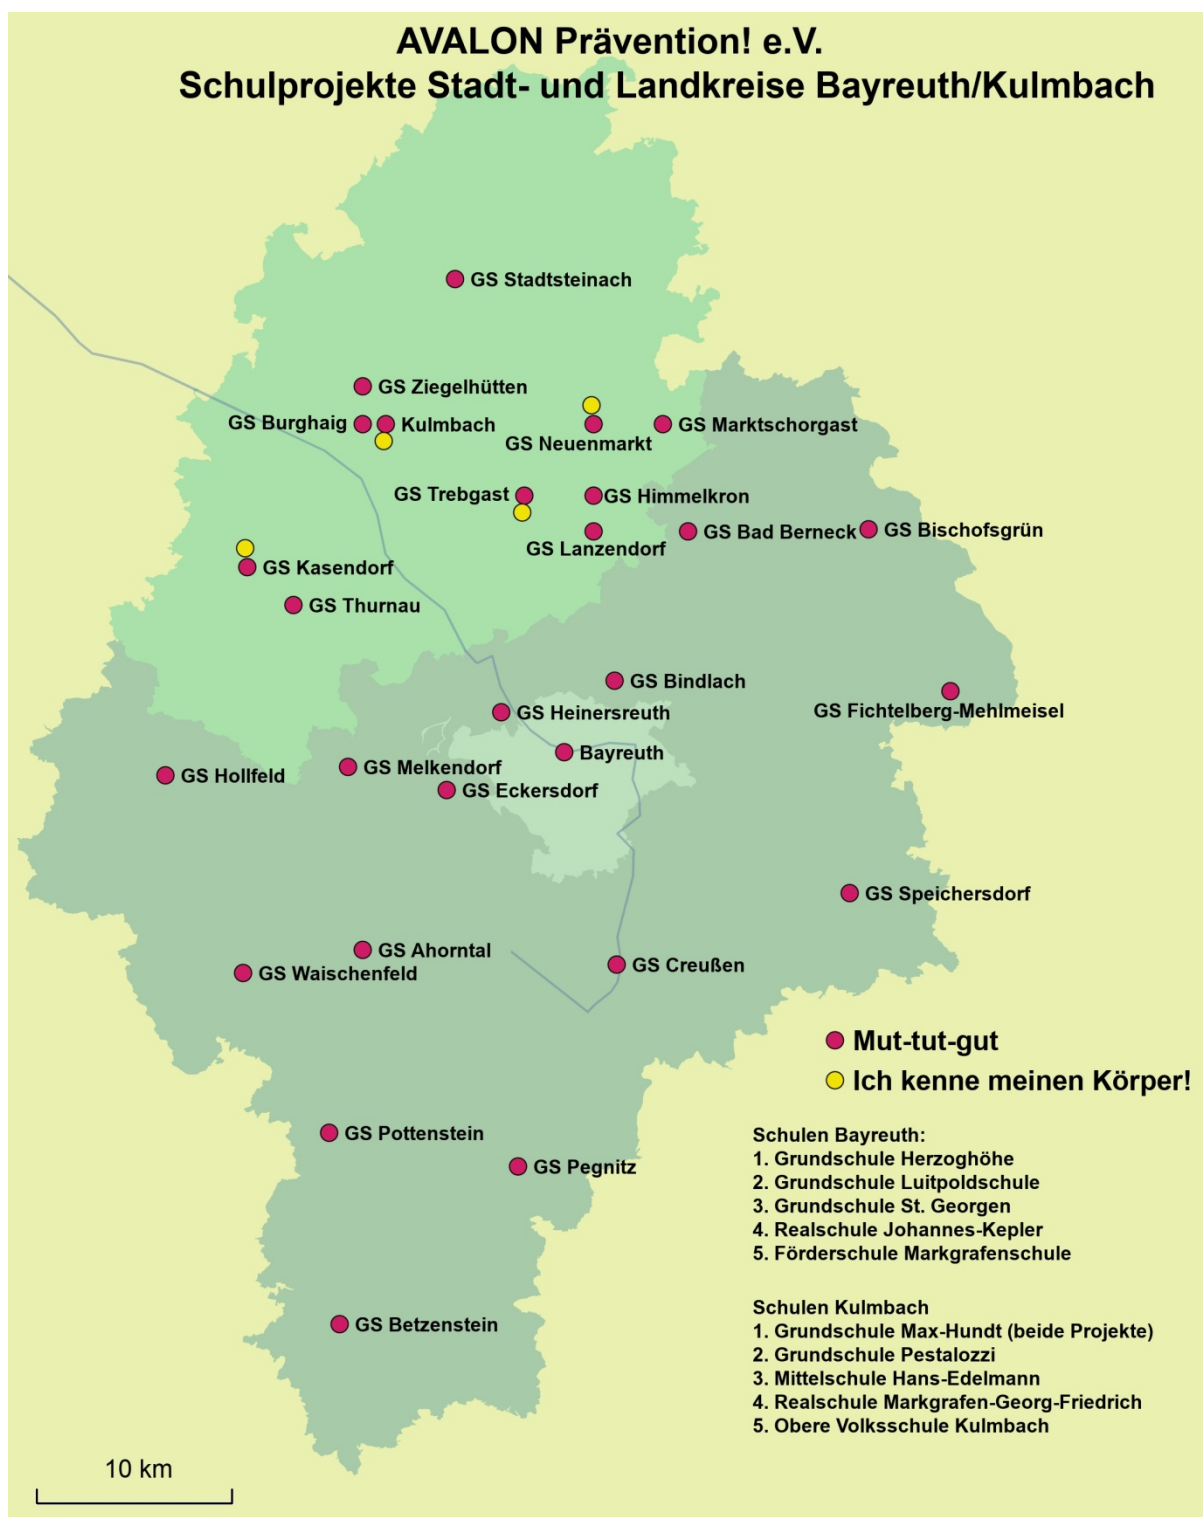 AVALON Prävention! e.V.
Schulprojekte Stadt- und Landkreise Bayreuth/Kulmbach
GS Stadtsteinach
GS Ziegelhütten
GS Burghaig
Kulmbach
GS Neuenmarkt
GS Marktschorgast
GS Trebgast
GS Himmelkron
GS Lanzendorf
GS Bad Berneck
GS Bischofsgrün
GS Kasendorf
GS Thurnau
GS Bindlach
GS Fichtelberg-Mehlmeisel
GS Heinersreuth
Bayreuth
GS Hollfeld
GS Melkendorf
GS Eckersdorf
GS Speichersdorf
GS Ahorntal
GS Waischenfeld
GS Creußen
Mut-tut-gut
Ich kenne meinen Körper!
GS Pottenstein
GS Pegnitz
GS Betzenstein
Schulen Bayreuth:
1. Grundschule Herzoghöhe
2. Grundschule Luitpoldschule
3. Grundschule St. Georgen
4. Realschule Johannes-Kepler
5. Förderschule Markgrafenschule
Schulen Kulmbach
1. Grundschule Max-Hundt (beide Projekte)
2. Grundschule Pestalozzi
3. Mittelschule Hans-Edelmann
4. Realschule Markgrafen-Georg-Friedrich
5. Obere Volksschule Kulmbach
10 km